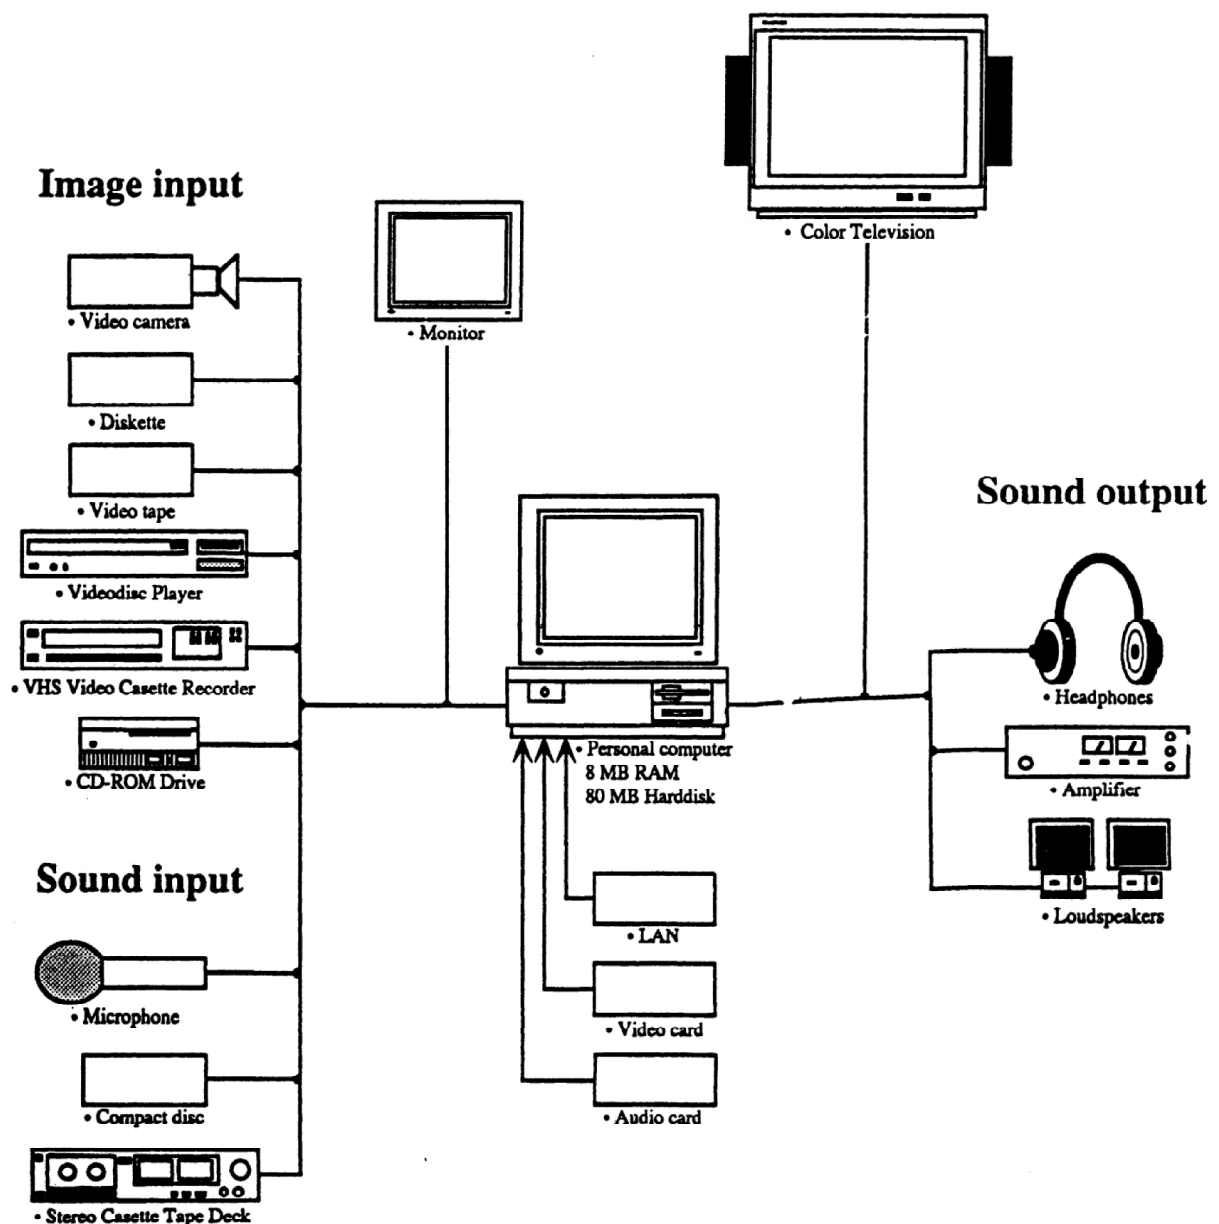 Image input
• Video camera
• Diskette
• Video tape
• Videodisc Player
• VHS Video Casette Recorder
• CD-ROM Drive
Sound input
• Microphone
• Compact disc
• Stereo Casette Tape Deck
• Monitor
• Color Television
• Personal computer
8 MB RAM
80 MB Harddisk
• LAN
• Video card
• Audio card
Sound output
• Headphones
• Amplifier
• Loudspeakers